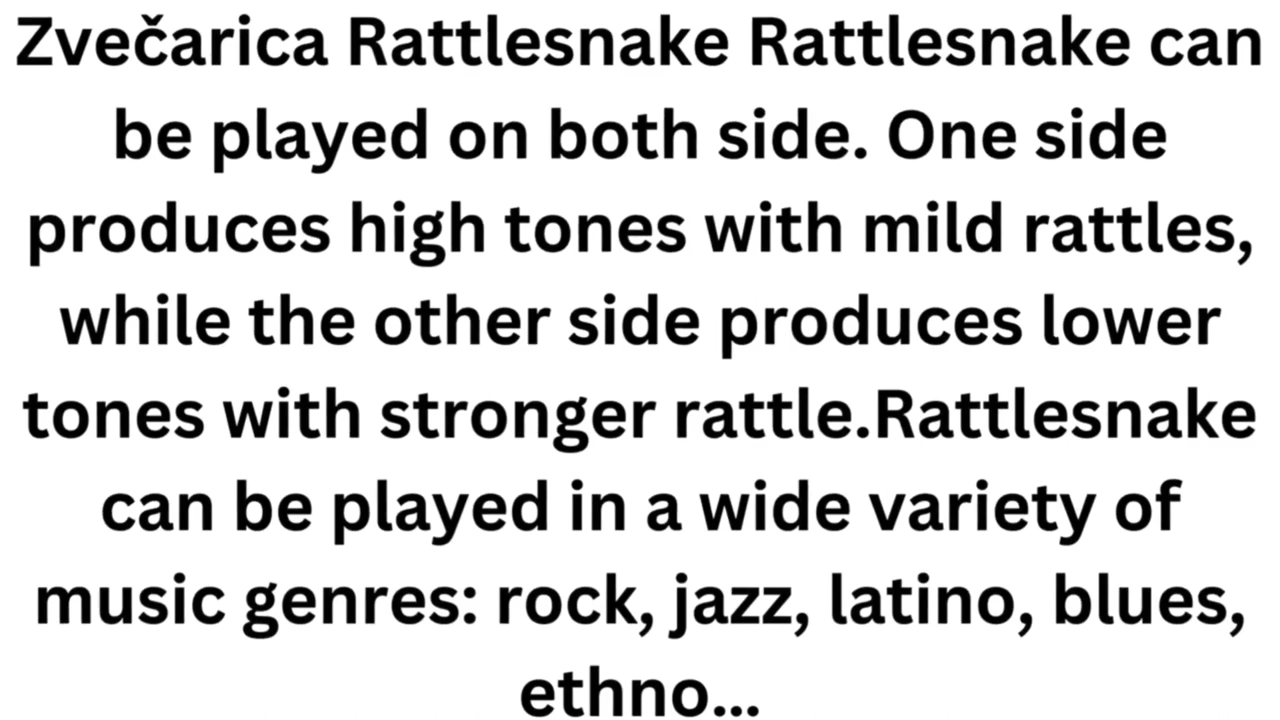 Zvečarica Rattlesnake Rattlesnake can
be played on both side. One side
produces high tones with mild rattles,
while the other side produces lower
tones with stronger rattle.Rattlesnake
can be played in a wide variety of
music genres: rock, jazz, latino, blues,
ethno...